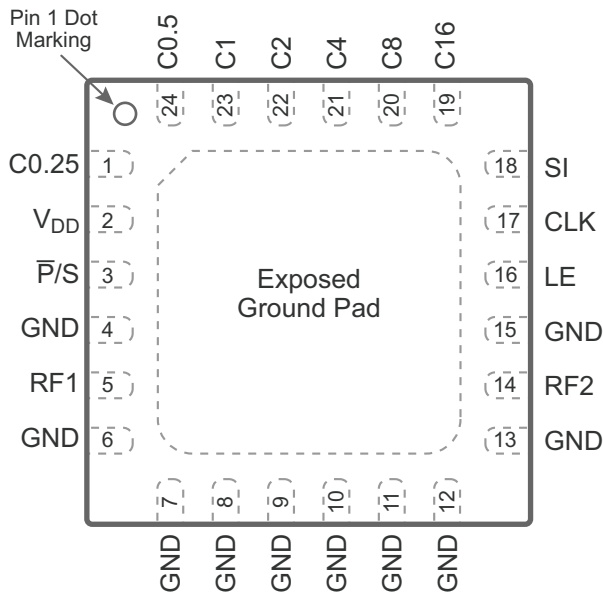 Pin 1 Dot
Marking
C0.5
C1
C2
C4
C8
C16
24
23
22
21
20
19
C0.25 1
V_DD 2
P̅/S 3
GND 4
RF1 5
GND 6
18 SI
17 CLK
16 LE
15 GND
14 RF2
13 GND
Exposed
Ground Pad
7
8
9
10
11
12
GND
GND
GND
GND
GND
GND